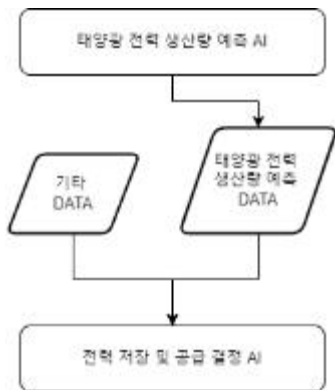 태양광 전력 생산량 예측 AI
기타
DATA
태양광 전력
생산량 예측
DATA
전력 저장 및 공급 결정 AI